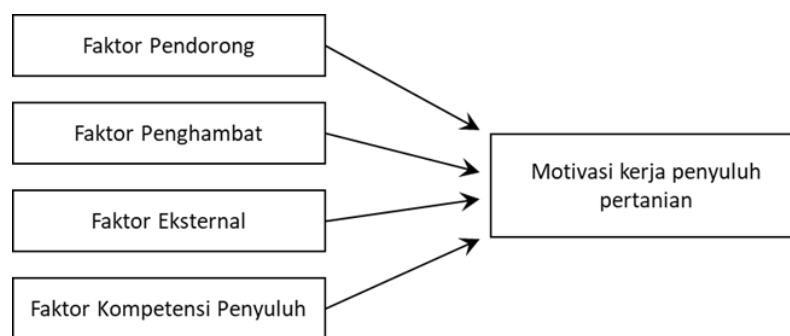 Faktor Pendorong
Faktor Penghambat
Faktor Eksternal
Faktor Kompetensi Penyuluh
Motivasi kerja penyuluh
pertanian